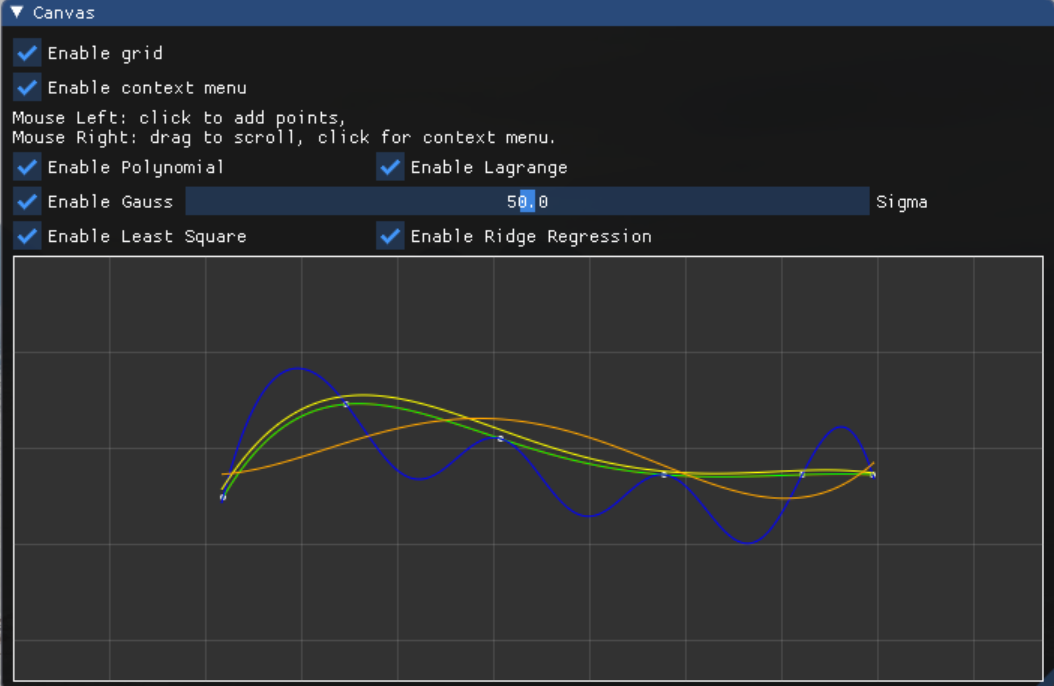 Canvas
Enable grid
Enable context menu
Mouse Left: click to add points,
Mouse Right: drag to scroll, click for context menu.
Enable Polynomial Enable Lagrange
Enable Gauss 50.0 Sigma
Enable Least Square Enable Ridge Regression